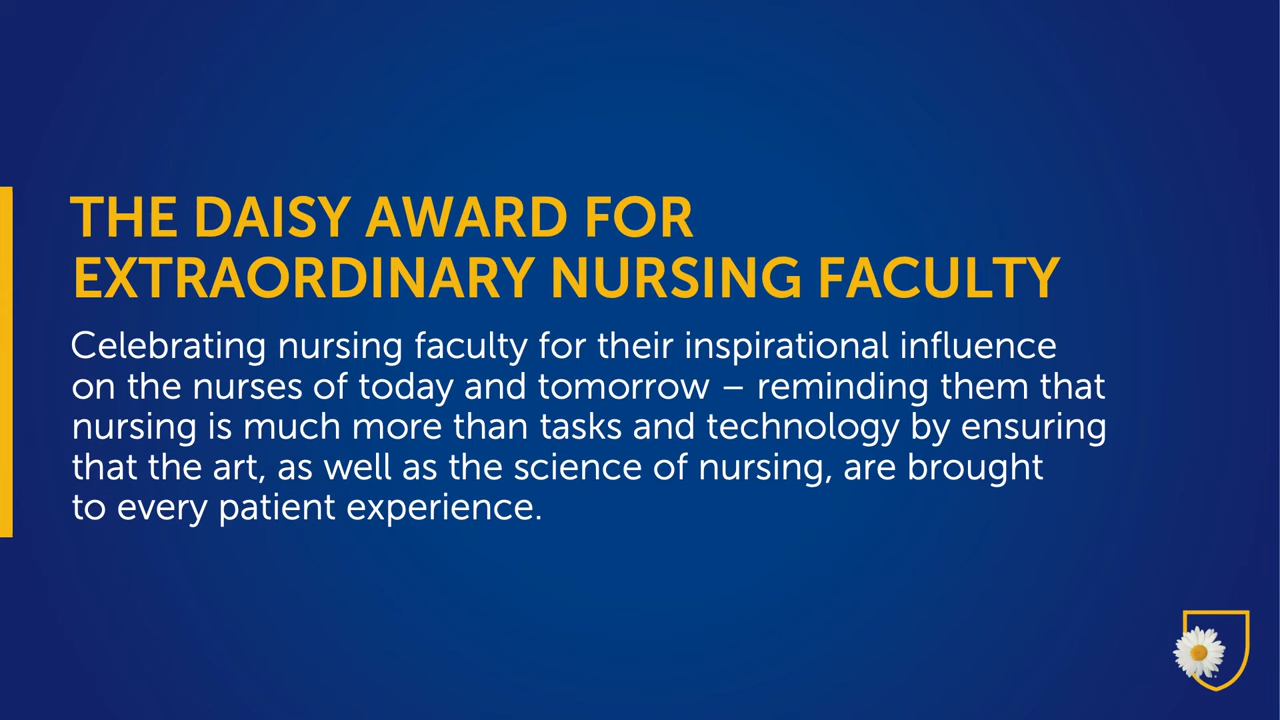 THE DAISY AWARD FOR
EXTRAORDINARY NURSING FACULTY
Celebrating nursing faculty for their inspirational influence
on the nurses of today and tomorrow – reminding them that
nursing is much more than tasks and technology by ensuring
that the art, as well as the science of nursing, are brought
to every patient experience.